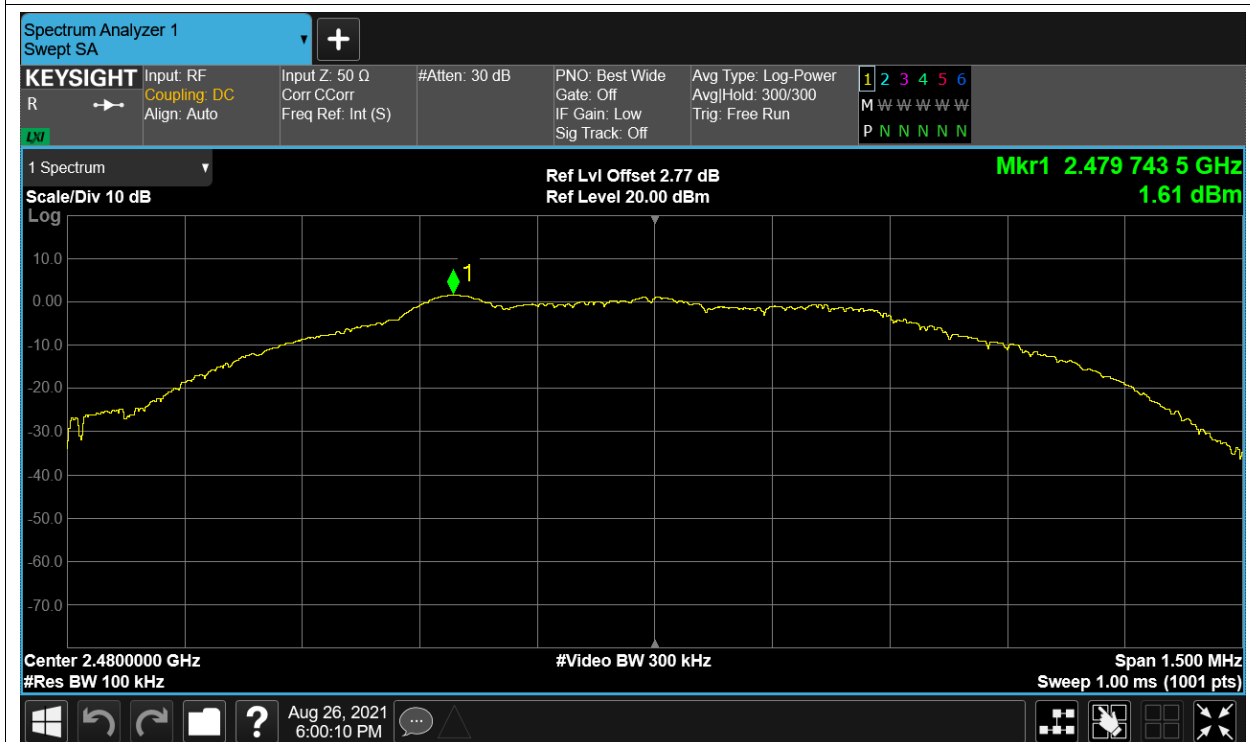 Spectrum Analyzer 1
Swept SA
KEYSIGHT
R
LXI
Input: RF
Coupling: DC
Align: Auto
Input Z: 50 Ω
Corr CCorr
Freq Ref: Int (S)
#Atten: 30 dB
PNO: Best Wide
Gate: Off
IF Gain: Low
Sig Track: Off
Avg Type: Log-Power
Avg|Hold: 300/300
Trig: Free Run
1 2 3 4 5 6
M W W W W W
P N N N N N
1 Spectrum
Scale/Div 10 dB
Log
Ref Lvl Offset 2.77 dB
Ref Level 20.00 dBm
Mkr1 2.479 743 5 GHz
1.61 dBm
1
10.0
0.00
-10.0
-20.0
-30.0
-40.0
-50.0
-60.0
-70.0
Center 2.4800000 GHz
#Res BW 100 kHz
#Video BW 300 kHz
Span 1.500 MHz
Sweep 1.00 ms (1001 pts)
?
Aug 26, 2021
6:00:10 PM